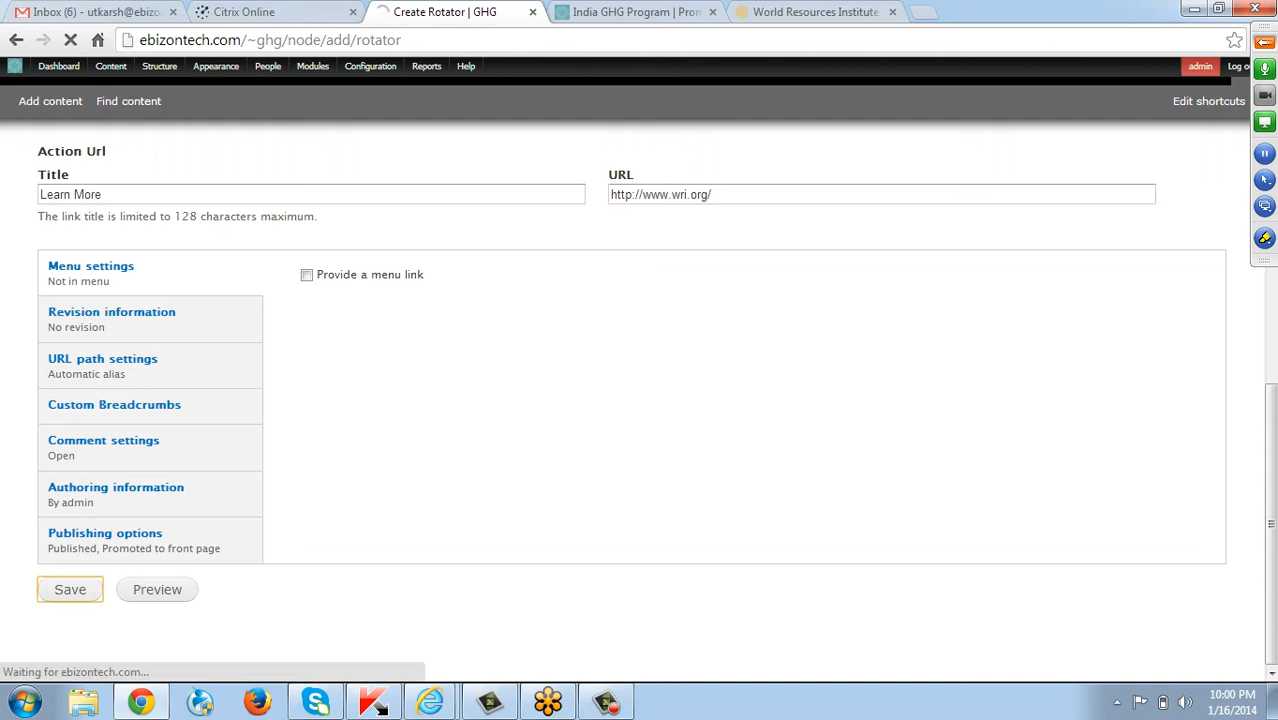 Inbox (6) - utkarsh@ebizo
Citrix Online
Create Rotator | GHG
India GHG Program | Pron
World Resources Institute
ebizontech.com/~ghg/node/add/rotator
Dashboard Content Structure Appearance People Modules Configuration Reports Help
admin Log o
Add content Find content
Edit shortcuts
Action Url
Title URL
Learn More http://www.wri.org/
The link title is limited to 128 characters maximum.
Menu settings
Not in menu
Provide a menu link
Revision information
No revision
URL path settings
Automatic alias
Custom Breadcrumbs
Comment settings
Open
Authoring information
By admin
Publishing options
Published, Promoted to front page
Save Preview
Waiting for ebizontech.com...
10:00 PM
1/16/2014